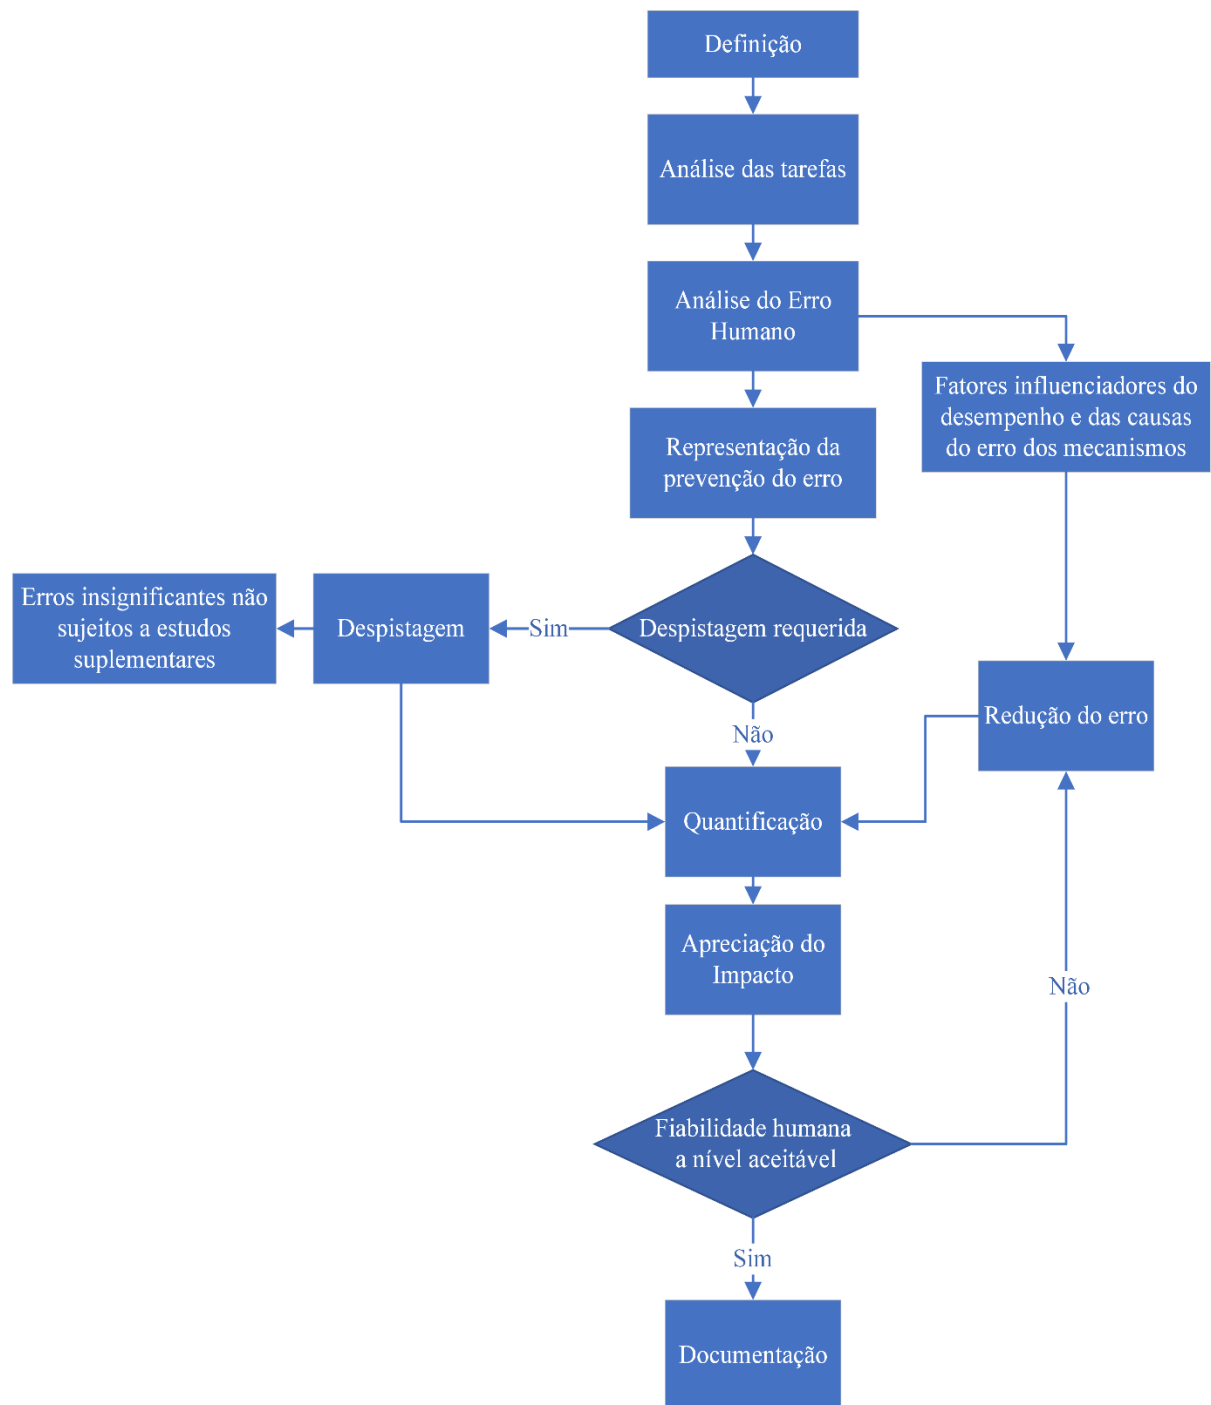 Definição
Análise das tarefas
Análise do Erro
Humano
Fatores influenciadores do
desempenho e das causas
do erro dos mecanismos
Representação da
prevenção do erro
Erros insignificantes não
sujeitos a estudos
suplementares
Despistagem
Sim
Despistagem requerida
Não
Redução do erro
Quantificação
Apreciação do
Impacto
Não
Fiabilidade humana
a nível aceitável
Sim
Documentação